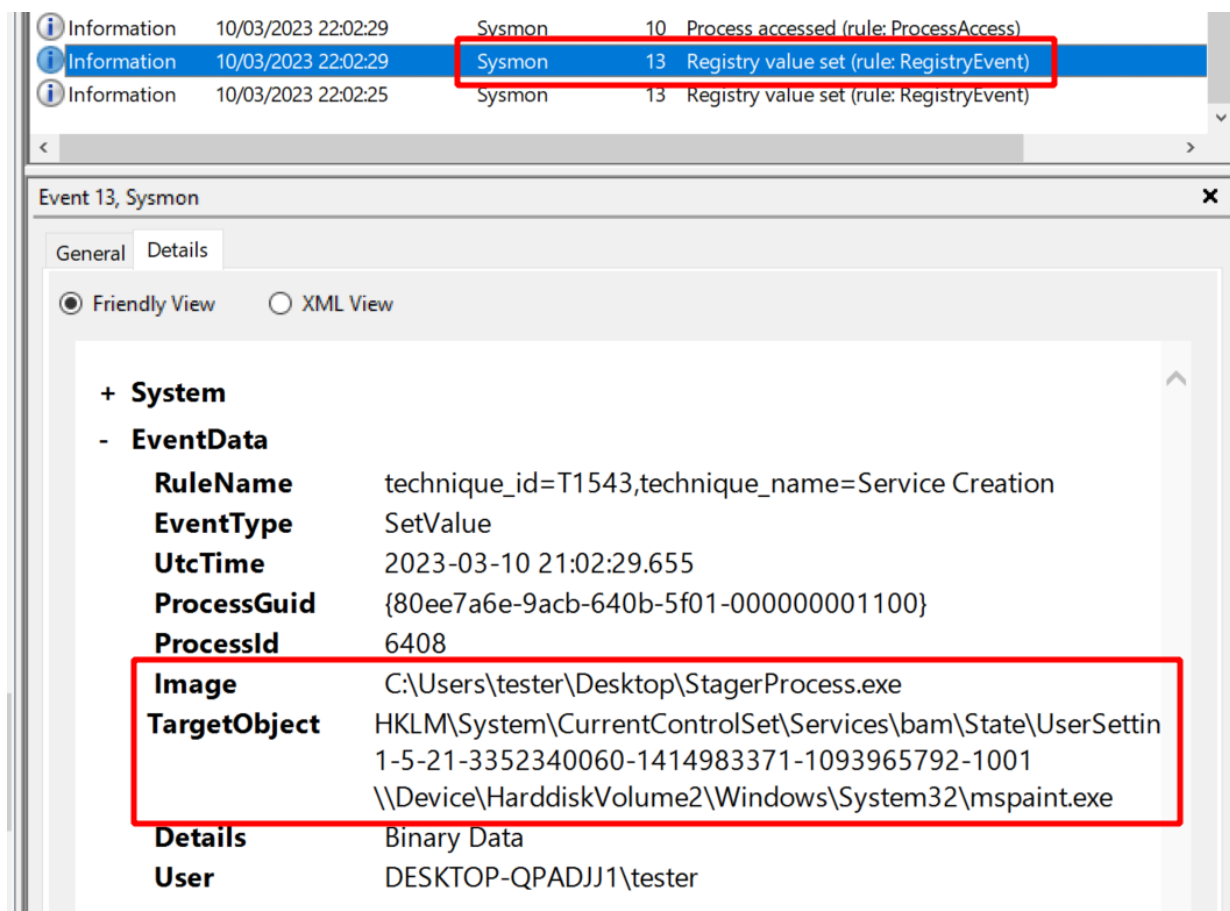 Information 10/03/2023 22:02:29 Sysmon 10 Process accessed (rule: ProcessAccess)
Information 10/03/2023 22:02:29 Sysmon 13 Registry value set (rule: RegistryEvent)
Information 10/03/2023 22:02:25 Sysmon 13 Registry value set (rule: RegistryEvent)
Event 13, Sysmon
General Details
Friendly View XML View
+ System
- EventData
RuleName technique_id=T1543,technique_name=Service Creation
EventType SetValue
UtcTime 2023-03-10 21:02:29.655
ProcessGuid {80ee7a6e-9acb-640b-5f01-000000001100}
ProcessId 6408
Image C:\Users\tester\Desktop\StagerProcess.exe
TargetObject HKLM\System\CurrentControlSet\Services\bam\State\UserSettin
1-5-21-3352340060-1414983371-1093965792-1001
\\Device\HarddiskVolume2\Windows\System32\mspaint.exe
Details Binary Data
User DESKTOP-QPADJJ1\tester